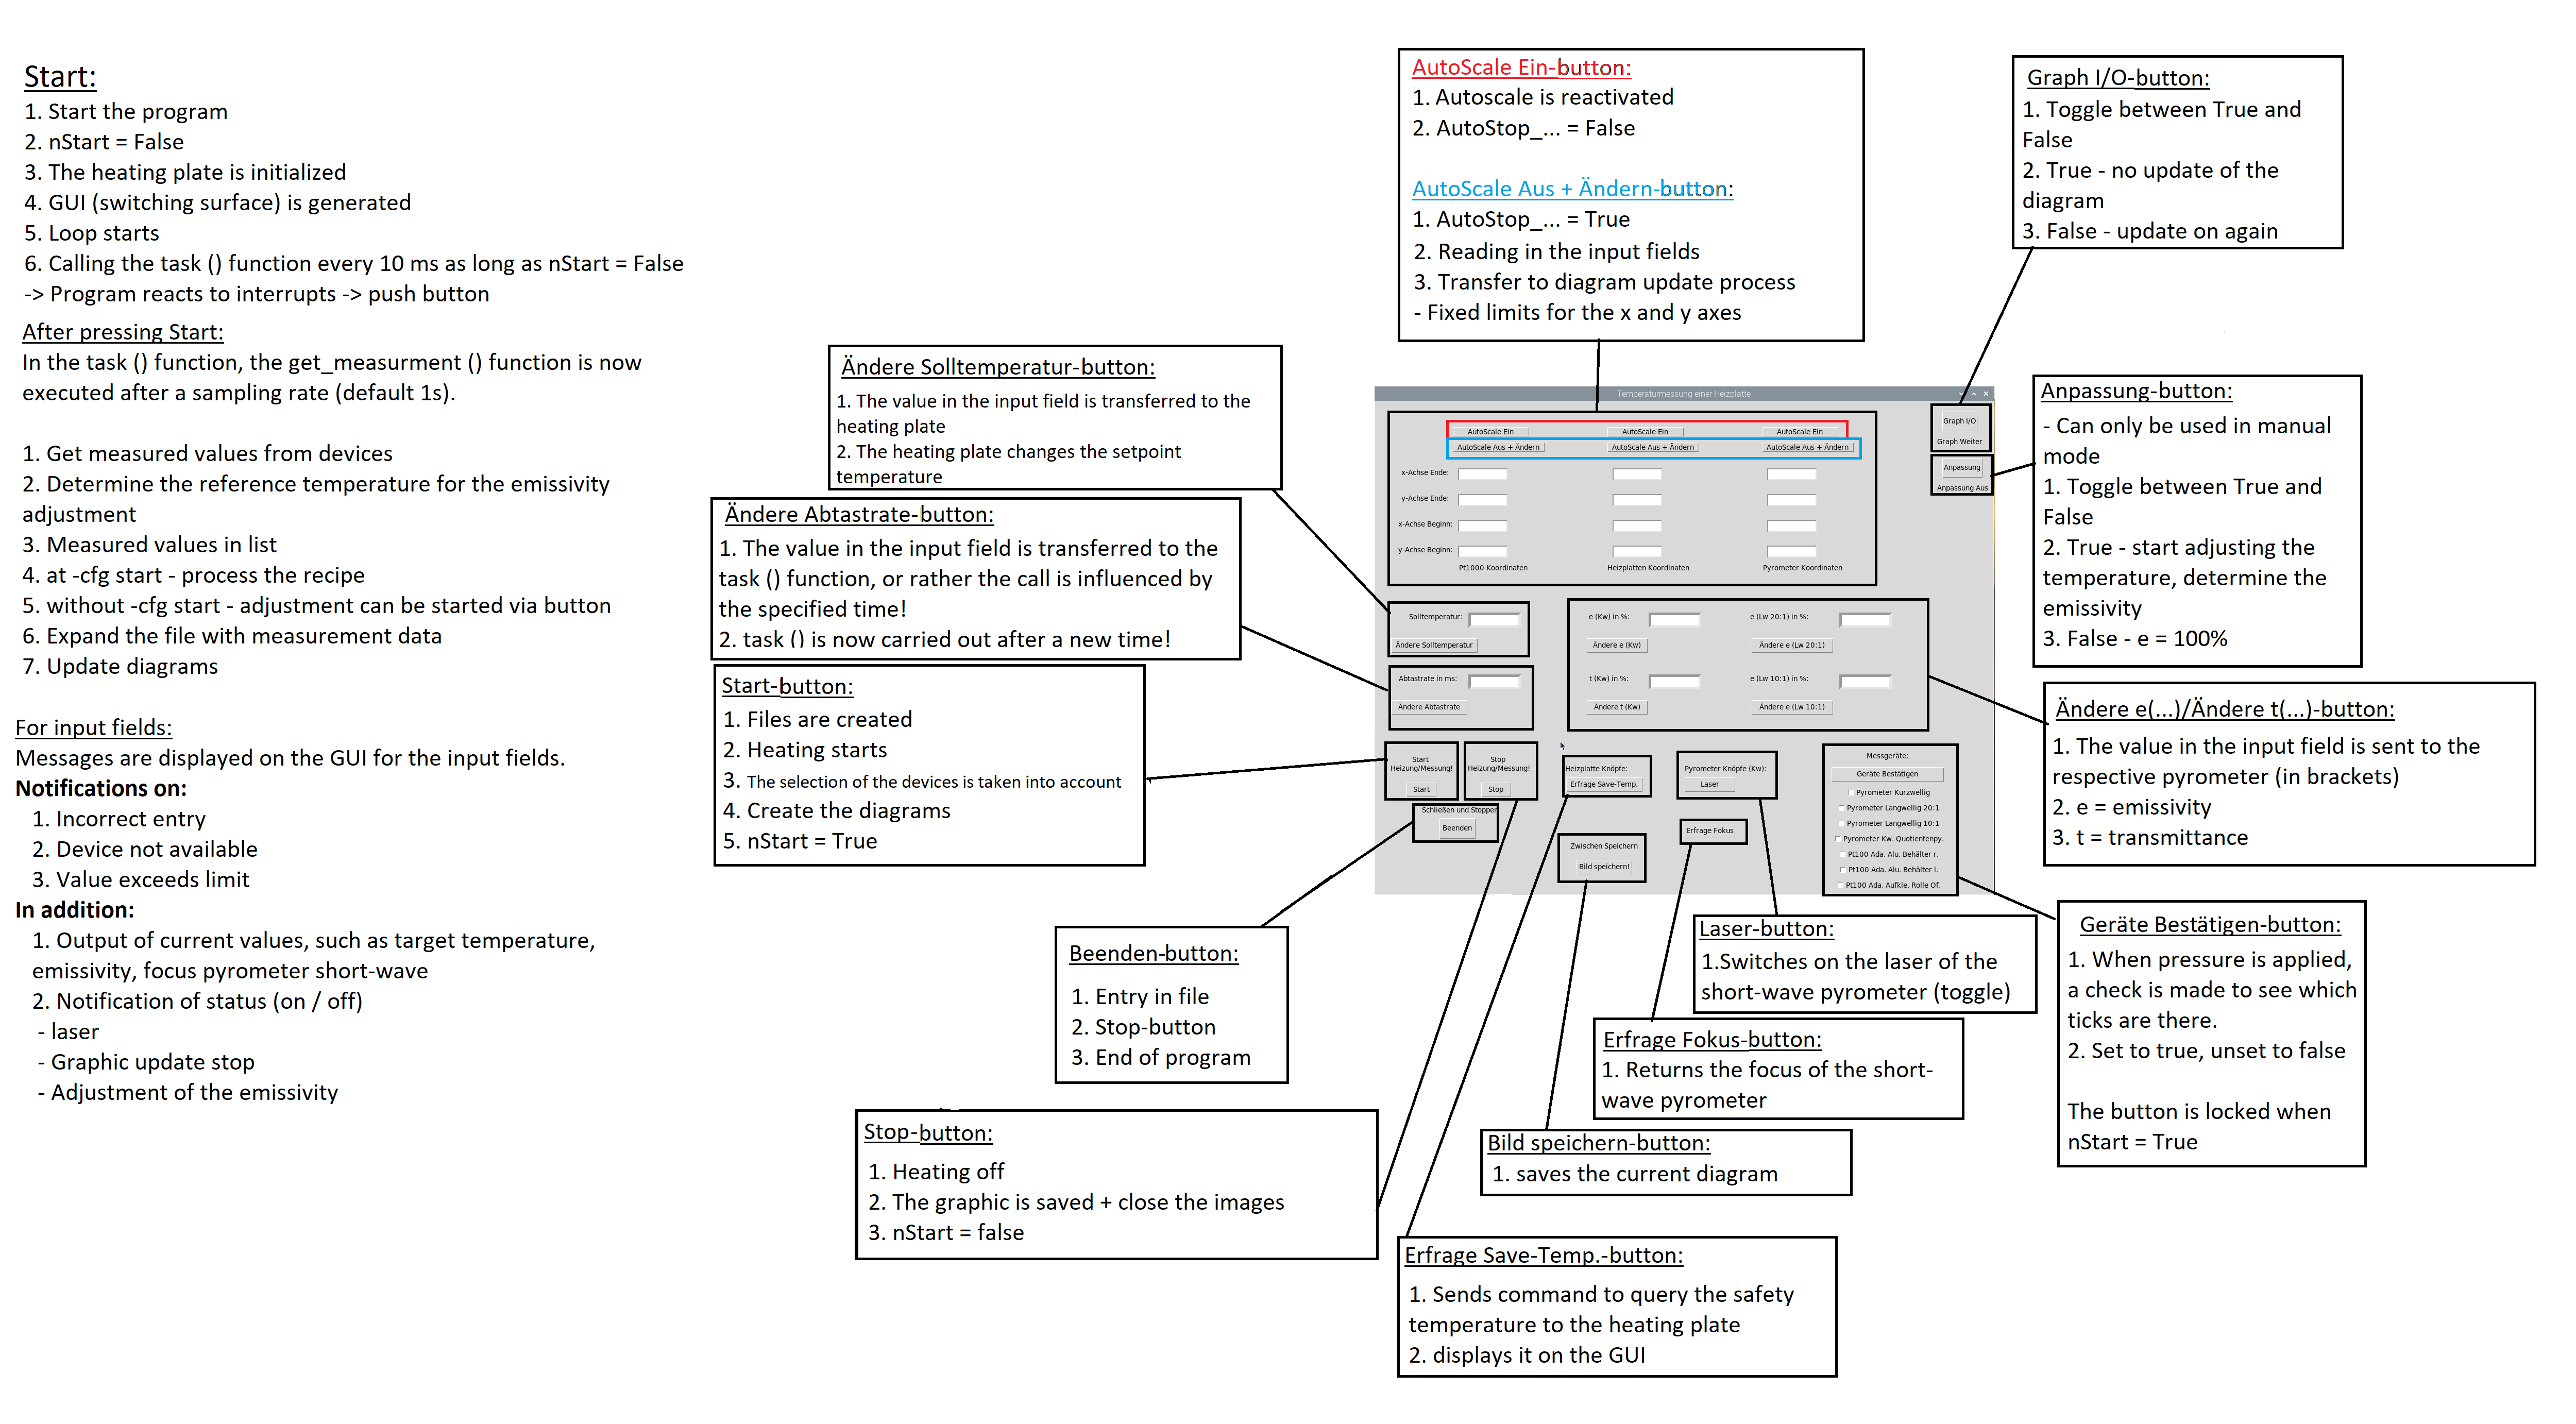 Start:
1. Start the program
2. nStart = False
3. The heating plate is initialized
4. GUI (switching surface) is generated
5. Loop starts
6. Calling the task () function every 10 ms as long as nStart = False
-> Program reacts to interrupts -> push button
After pressing Start:
In the task () function, the get_measurment () function is now
executed after a sampling rate (default 1s).
1. Get measured values from devices
2. Determine the reference temperature for the emissivity
adjustment
3. Measured values in list
4. at -cfg start - process the recipe
5. without -cfg start - adjustment can be started via button
6. Expand the file with measurement data
7. Update diagrams
For input fields:
Messages are displayed on the GUI for the input fields.
Notifications on:
1. Incorrect entry
2. Device not available
3. Value exceeds limit
In addition:
1. Output of current values, such as target temperature,
emissivity, focus pyrometer short-wave
2. Notification of status (on / off)
- laser
- Graphic update stop
- Adjustment of the emissivity
AutoScale Ein-button:
1. Autoscale is reactivated
2. AutoStop_... = False
AutoScale Aus + Ändern-button:
1. AutoStop_... = True
2. Reading in the input fields
3. Transfer to diagram update process
- Fixed limits for the x and y axes
Graph I/O-button:
1. Toggle between True and
False
2. True - no update of the
diagram
3. False - update on again
Ändere Solltemperatur-button:
1. The value in the input field is transferred to the
heating plate
2. The heating plate changes the setpoint
temperature
Ändere Abtastrate-button:
1. The value in the input field is transferred to the
task () function, or rather the call is influenced by
the specified time!
2. task () is now carried out after a new time!
Start-button:
1. Files are created
2. Heating starts
3. The selection of the devices is taken into account
4. Create the diagrams
5. nStart = True
Temperaturmessung einer Heizplatte
AutoScale Ein AutoScale Ein AutoScale Ein
AutoScale Aus + Ändern AutoScale Aus + Ändern AutoScale Aus + Ändern
x-Achse Ende:
y-Achse Ende:
x-Achse Beginn:
y-Achse Beginn:
Pt1000 Koordinaten Heizplatten Koordinaten Pyrometer Koordinaten
Graph I/O
Graph Weiter
Anpassung
Anpassung Aus
Solltemperatur:
Ändere Solltemperatur
Abtastrate in ms:
Ändere Abtastrate
e (Kw) in %: e (Lw 20:1) in %:
Ändere e (Kw) Ändere e (Lw 20:1)
t (Kw) in %: e (Lw 10:1) in %:
Ändere t (Kw) Ändere e (Lw 10:1)
Start
Heizung/Messung!
Start
Stop
Heizung/Messung!
Stop
Schließen und Stoppen
Beenden
Heizplatte Knöpfe:
Erfrage Save-Temp.
Pyrometer Knöpfe (Kw):
Laser
Erfrage Fokus
Zwischen Speichern
Bild speichern!
Messgeräte:
Geräte Bestätigen
Pyrometer Kurzwellig
Pyrometer Langwellig 20:1
Pyrometer Langwellig 10:1
Pyrometer Kw. Quotientenpy.
Pt100 Ada. Alu. Behälter r.
Pt100 Ada. Alu. Behälter l.
Pt100 Ada. Aufkle. Rolle Of.
Anpassung-button:
- Can only be used in manual
mode
1. Toggle between True and
False
2. True - start adjusting the
temperature, determine the
emissivity
3. False - e = 100%
Ändere e(...)/Ändere t(...)-button:
1. The value in the input field is sent to the
respective pyrometer (in brackets)
2. e = emissivity
3. t = transmittance
Beenden-button:
1. Entry in file
2. Stop-button
3. End of program
Stop-button:
1. Heating off
2. The graphic is saved + close the images
3. nStart = false
Laser-button:
1.Switches on the laser of the
short-wave pyrometer (toggle)
Erfrage Fokus-button:
1. Returns the focus of the short-
wave pyrometer
Bild speichern-button:
1. saves the current diagram
Erfrage Save-Temp.-button:
1. Sends command to query the safety
temperature to the heating plate
2. displays it on the GUI
Geräte Bestätigen-button:
1. When pressure is applied,
a check is made to see which
ticks are there.
2. Set to true, unset to false
The button is locked when
nStart = True